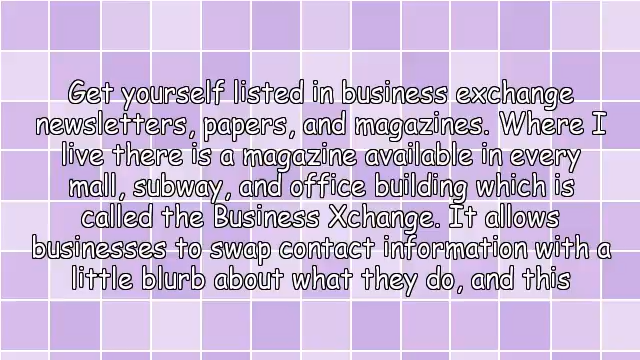 Get yourself listed in business exchange
newsletters, papers, and magazines. Where I
live there is a magazine available in every
mall, subway, and office building which is
called the Business Xchange. It allows
businesses to swap contact information with a
little blurb about what they do, and this